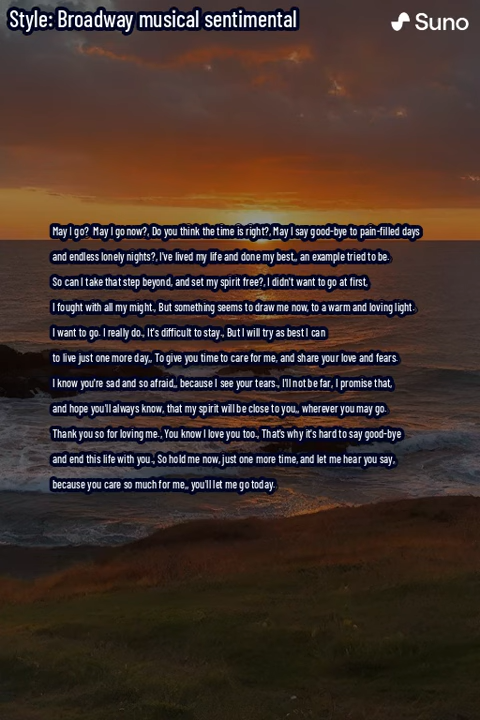 Style: Broadway musical sentimental
Suno
May I go?  May I now go?, Do you think the time is right?, May I say good-bye to pain-filled days
and endless lonely nights?, I've lived my life and done my best,, an example tried to be.
So can I take that step beyond, and set my spirit free?, I didn't want to go at first,
I fought with all my might., But something seems to draw me now, to a warm and loving light.
I want to go. I really do., It's difficult to stay., But I will try as best I can
to live just one more day,, To give you time to care for me, and share your love and fears.
I know you're sad and so afraid,, because I see your tears., I'll not be far, I promise that,
and hope you'll always know, that my spirit will be close to you,, wherever you may go.
Thank you so for loving me., You know I love you too., That's why it's hard to say good-bye
and end this life with you., So hold me now, just one more time, and let me hear you say,
because you care so much for me,, you'll let me go today.